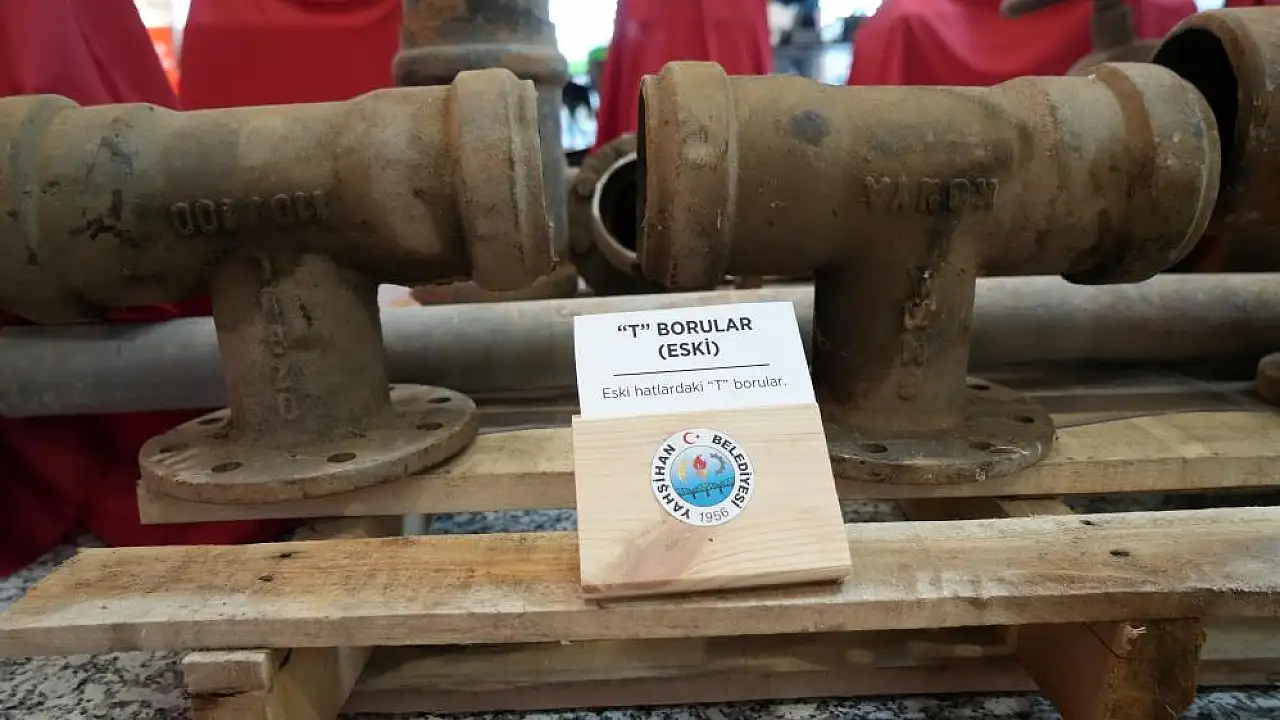 “T” BORULAR
(ESKİ)
Eski hatlardaki “T” borular.
YAHŞİHAN BELEDİYESİ
1956